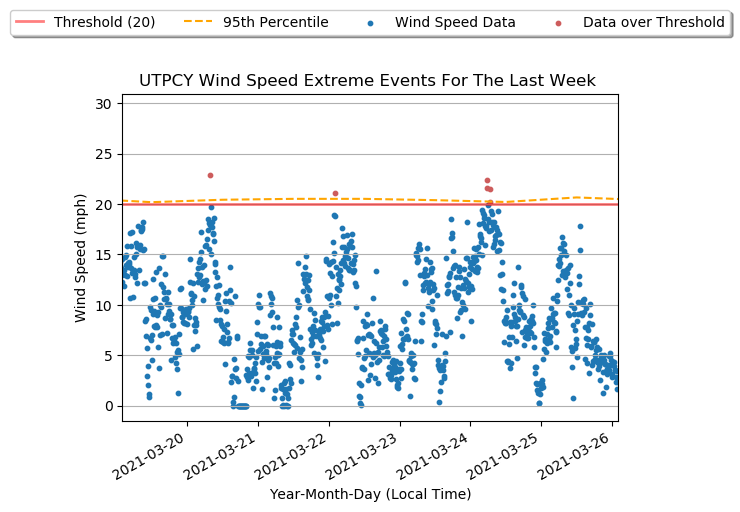 Threshold (20) 95th Percentile Wind Speed Data Data over Threshold
UTPCY Wind Speed Extreme Events For The Last Week
Wind Speed (mph)
30
25
20
15
10
5
0
2021-03-20 2021-03-21 2021-03-22 2021-03-23 2021-03-24 2021-03-25 2021-03-26
Year-Month-Day (Local Time)